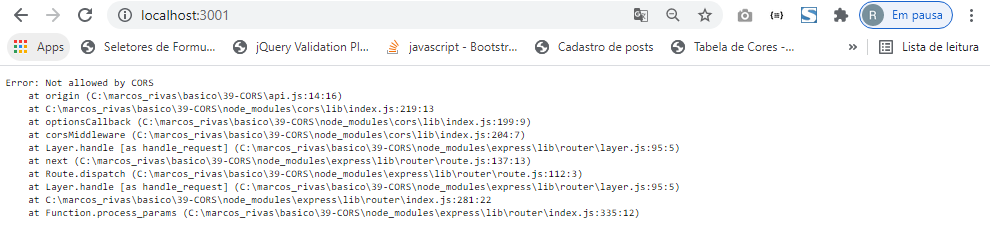 localhost:3001
R Em pausa
Apps Seletores de Formu... jQuery Validation Pl... javascript - Bootstr... Cadastro de posts Tabela de Cores -... » Lista de leitura
Error: Not allowed by CORS
at origin (C:\marcos_rivas\basico\39-CORS\api.js:14:16)
at C:\marcos_rivas\basico\39-CORS\node_modules\cors\lib\index.js:219:13
at optionsCallback (C:\marcos_rivas\basico\39-CORS\node_modules\cors\lib\index.js:199:9)
at corsMiddleware (C:\marcos_rivas\basico\39-CORS\node_modules\cors\lib\index.js:204:7)
at Layer.handle [as handle_request] (C:\marcos_rivas\basico\39-CORS\node_modules\express\lib\router\layer.js:95:5)
at next (C:\marcos_rivas\basico\39-CORS\node_modules\express\lib\router\route.js:137:13)
at Route.dispatch (C:\marcos_rivas\basico\39-CORS\node_modules\express\lib\router\route.js:112:3)
at Layer.handle [as handle_request] (C:\marcos_rivas\basico\39-CORS\node_modules\express\lib\router\layer.js:95:5)
at C:\marcos_rivas\basico\39-CORS\node_modules\express\lib\router\index.js:281:22
at Function.process_params (C:\marcos_rivas\basico\39-CORS\node_modules\express\lib\router\index.js:335:12)